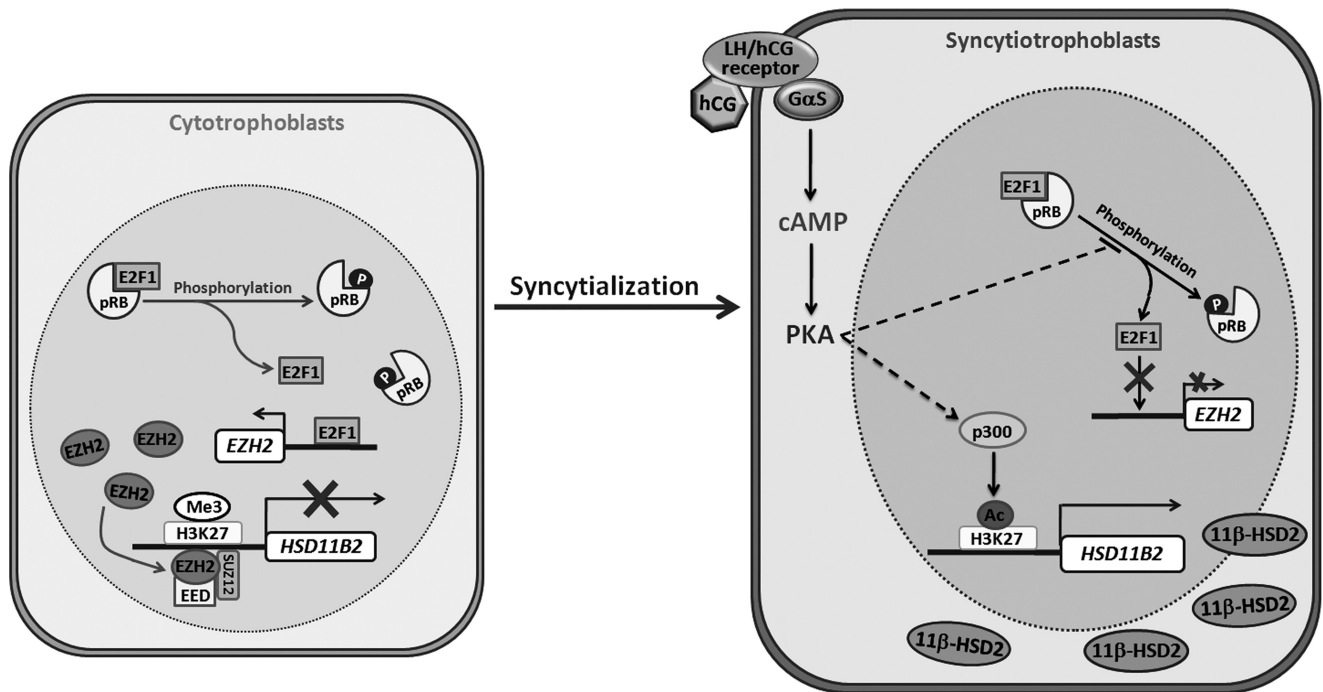 Cytotrophoblasts
pRB
E2F1
Phosphorylation
pRB
P
E2F1
P
pRB
EZH2
EZH2
EZH2
EZH2
E2F1
Me3
H3K27
HSD11B2
EZH2
SUZ12
EED
Syncytialization
Syncytiotrophoblasts
LH/hCG
receptor
hCG
GαS
cAMP
PKA
E2F1
pRB
Phosphorylation
P
pRB
E2F1
EZH2
p300
Ac
H3K27
HSD11B2
11β-HSD2
11β-HSD2
11β-HSD2
11β-HSD2